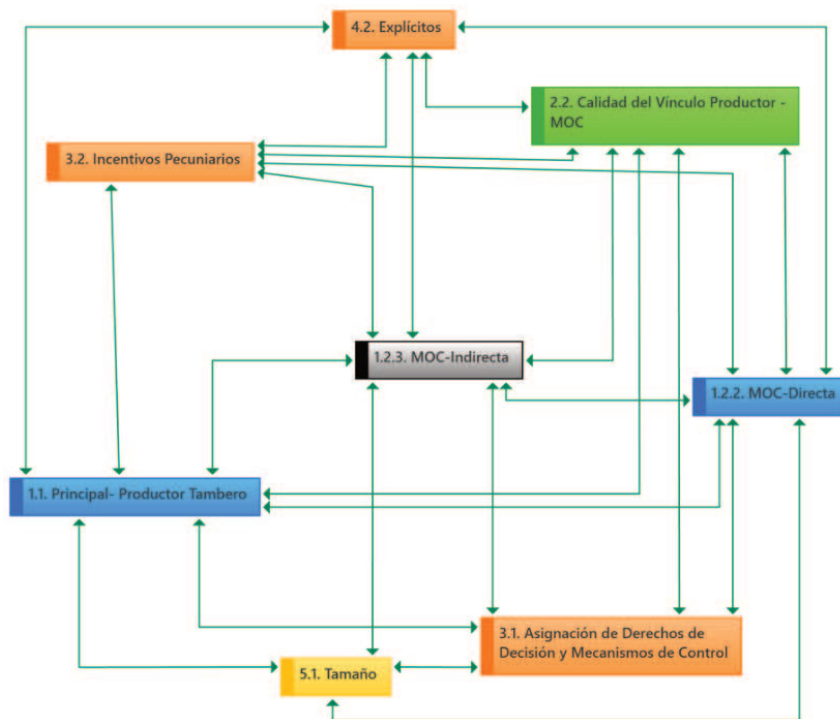 4.2. Explícitos
2.2. Calidad del Vínculo Productor -
MOC
3.2. Incentivos Pecuniarios
1.2.3. MOC-Indirecta
1.2.2. MOC-Directa
1.1. Principal- Productor Tambero
3.1. Asignación de Derechos de
Decisión y Mecanismos de Control
5.1. Tamaño